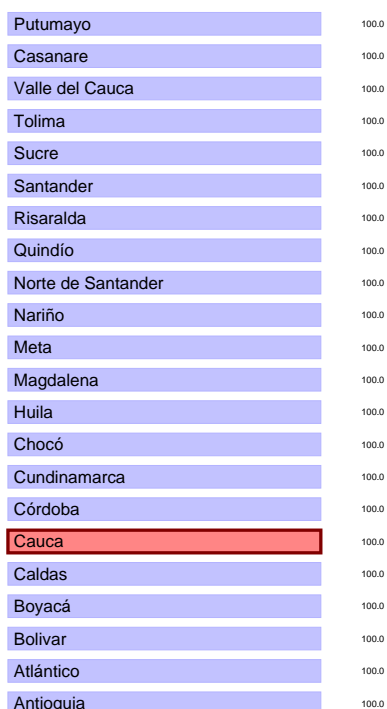 Putumayo 100.0
Casanare 100.0
Valle del Cauca 100.0
Tolima 100.0
Sucre 100.0
Santander 100.0
Risaralda 100.0
Quindío 100.0
Norte de Santander 100.0
Nariño 100.0
Meta 100.0
Magdalena 100.0
Huila 100.0
Chocó 100.0
Cundinamarca 100.0
Córdoba 100.0
Cauca 100.0
Caldas 100.0
Boyacá 100.0
Bolivar 100.0
Atlántico 100.0
Antioquia 100.0